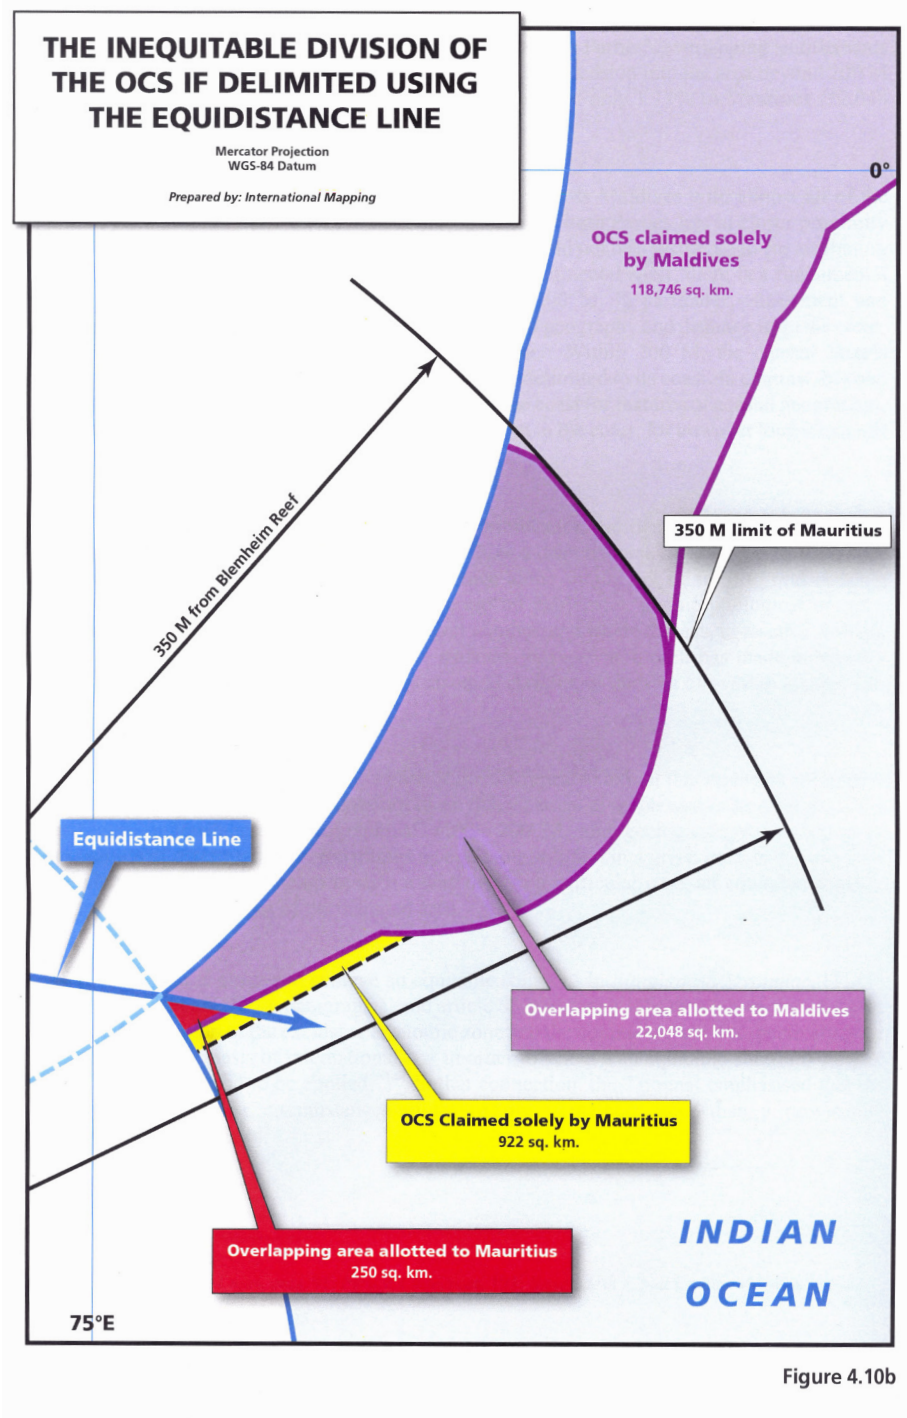 THE INEQUITABLE DIVISION OF
THE OCS IF DELIMITED USING
THE EQUIDISTANCE LINE
Mercator Projection
WGS-84 Datum
Prepared by: International Mapping
0°
OCS claimed solely
by Maldives
118,746 sq. km.
350 M from Blemheim Reef
350 M limit of Mauritius
Equidistance Line
Overlapping area allotted to Maldives
22,048 sq. km.
OCS Claimed solely by Mauritius
922 sq. km.
Overlapping area allotted to Mauritius
250 sq. km.
INDIAN
OCEAN
75°E
Figure 4.10b